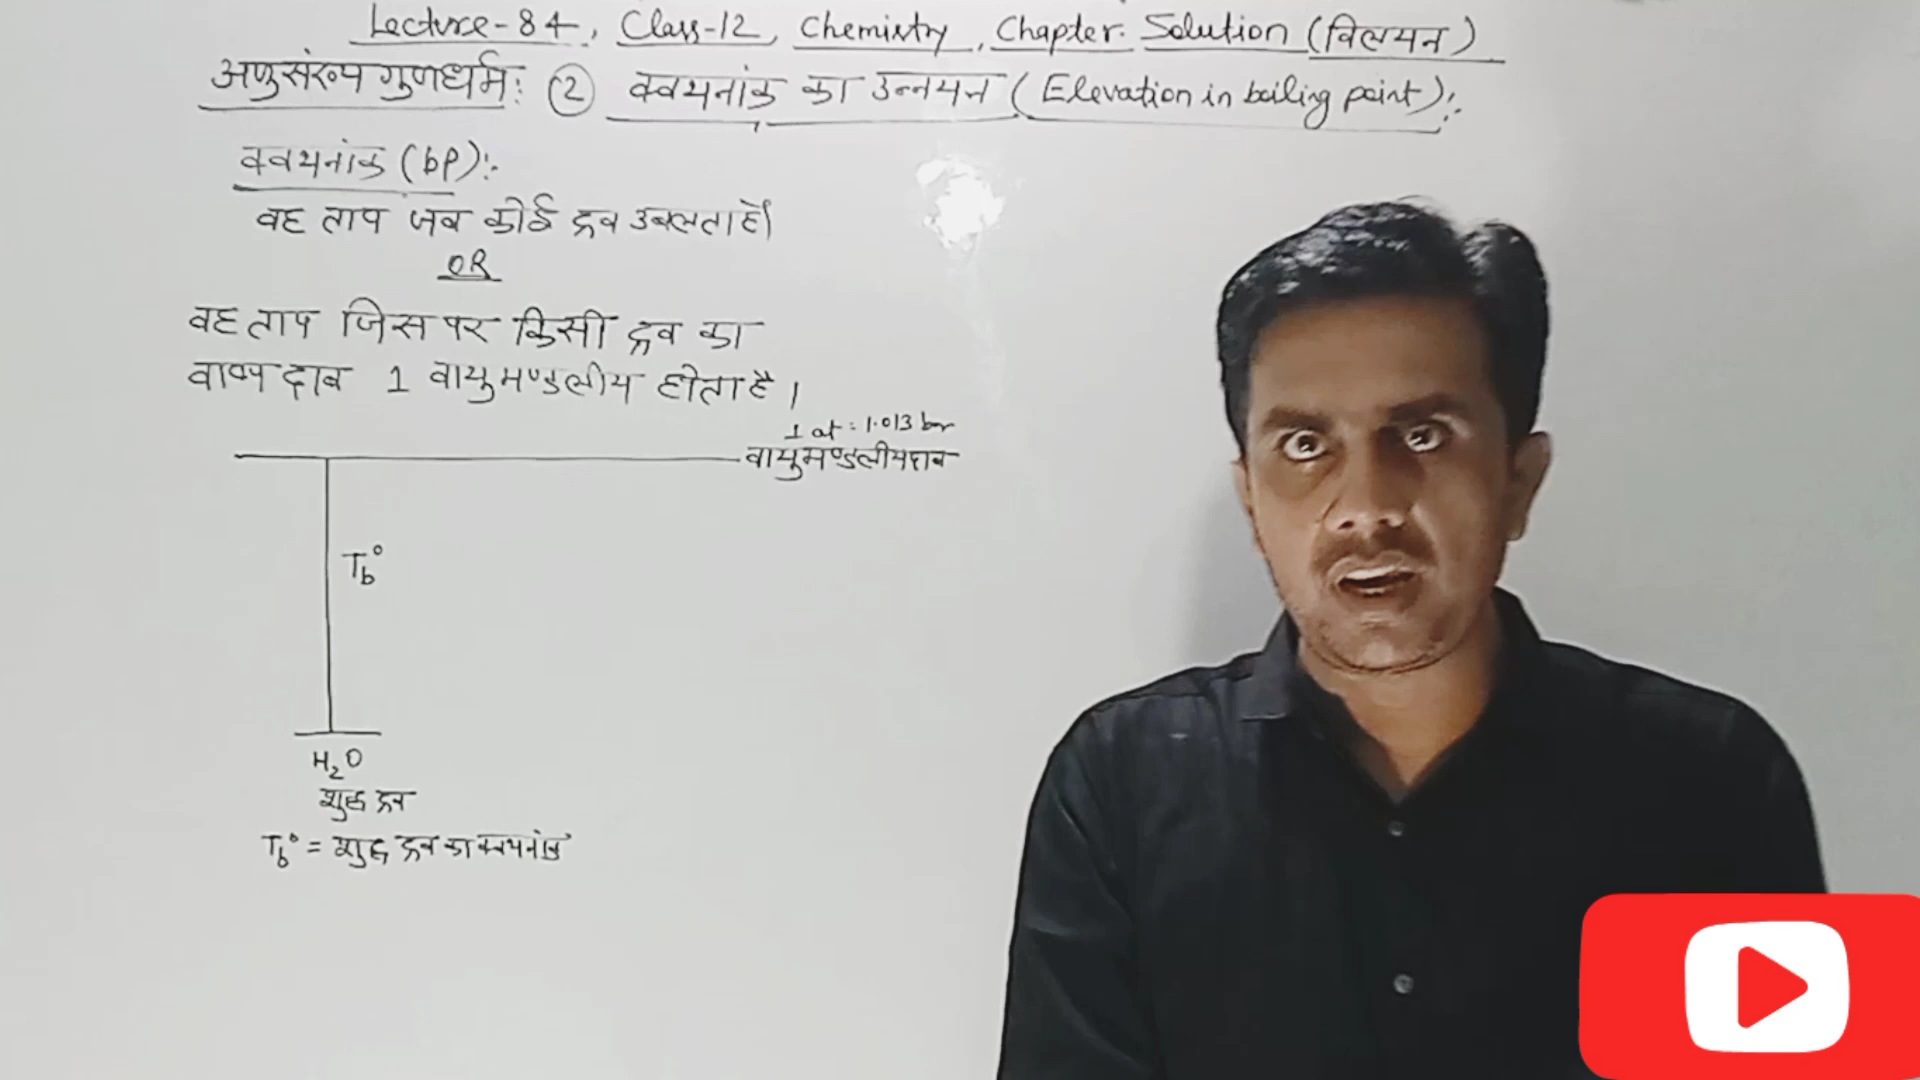 Lecture-84, Class-12, Chemistry, Chapter: Solution (विलयन)
अणुसंख्य गुणधर्म: (2) क्वथनांक का उन्नयन (Elevation in boiling point):
क्वथनांक (bP):
वह ताप जब कोई द्रव उबलता है।
OR
वह ताप जिस पर किसी द्रव का
वाष्प दाब 1 वायुमण्डलीय होता है।
1 at = 1.013 bar
वायुमण्डलीय दाब
Tb°
H2O
शुद्ध द्रव
Tb° = शुद्ध द्रव का क्वथनांक